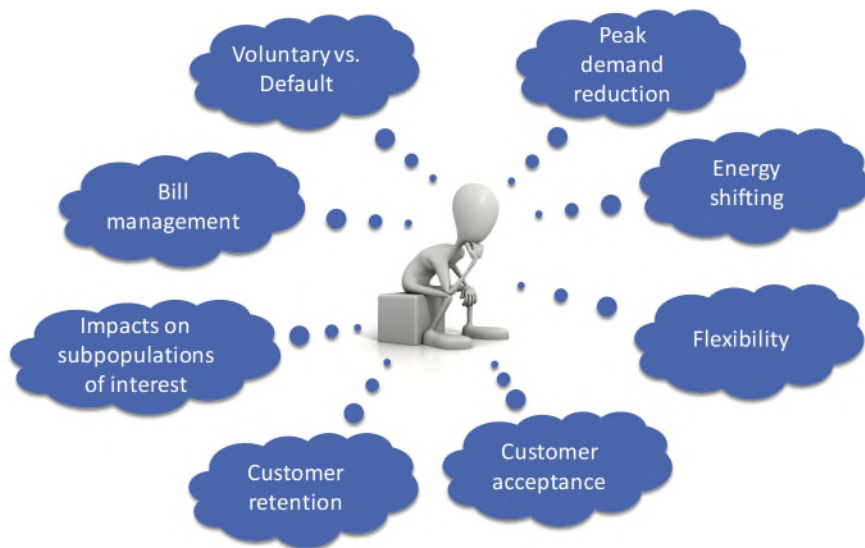 Voluntary vs.
Default
Peak
demand
reduction
Bill
management
Energy
shifting
Impacts on
subpopulations
of interest
Flexibility
Customer
retention
Customer
acceptance